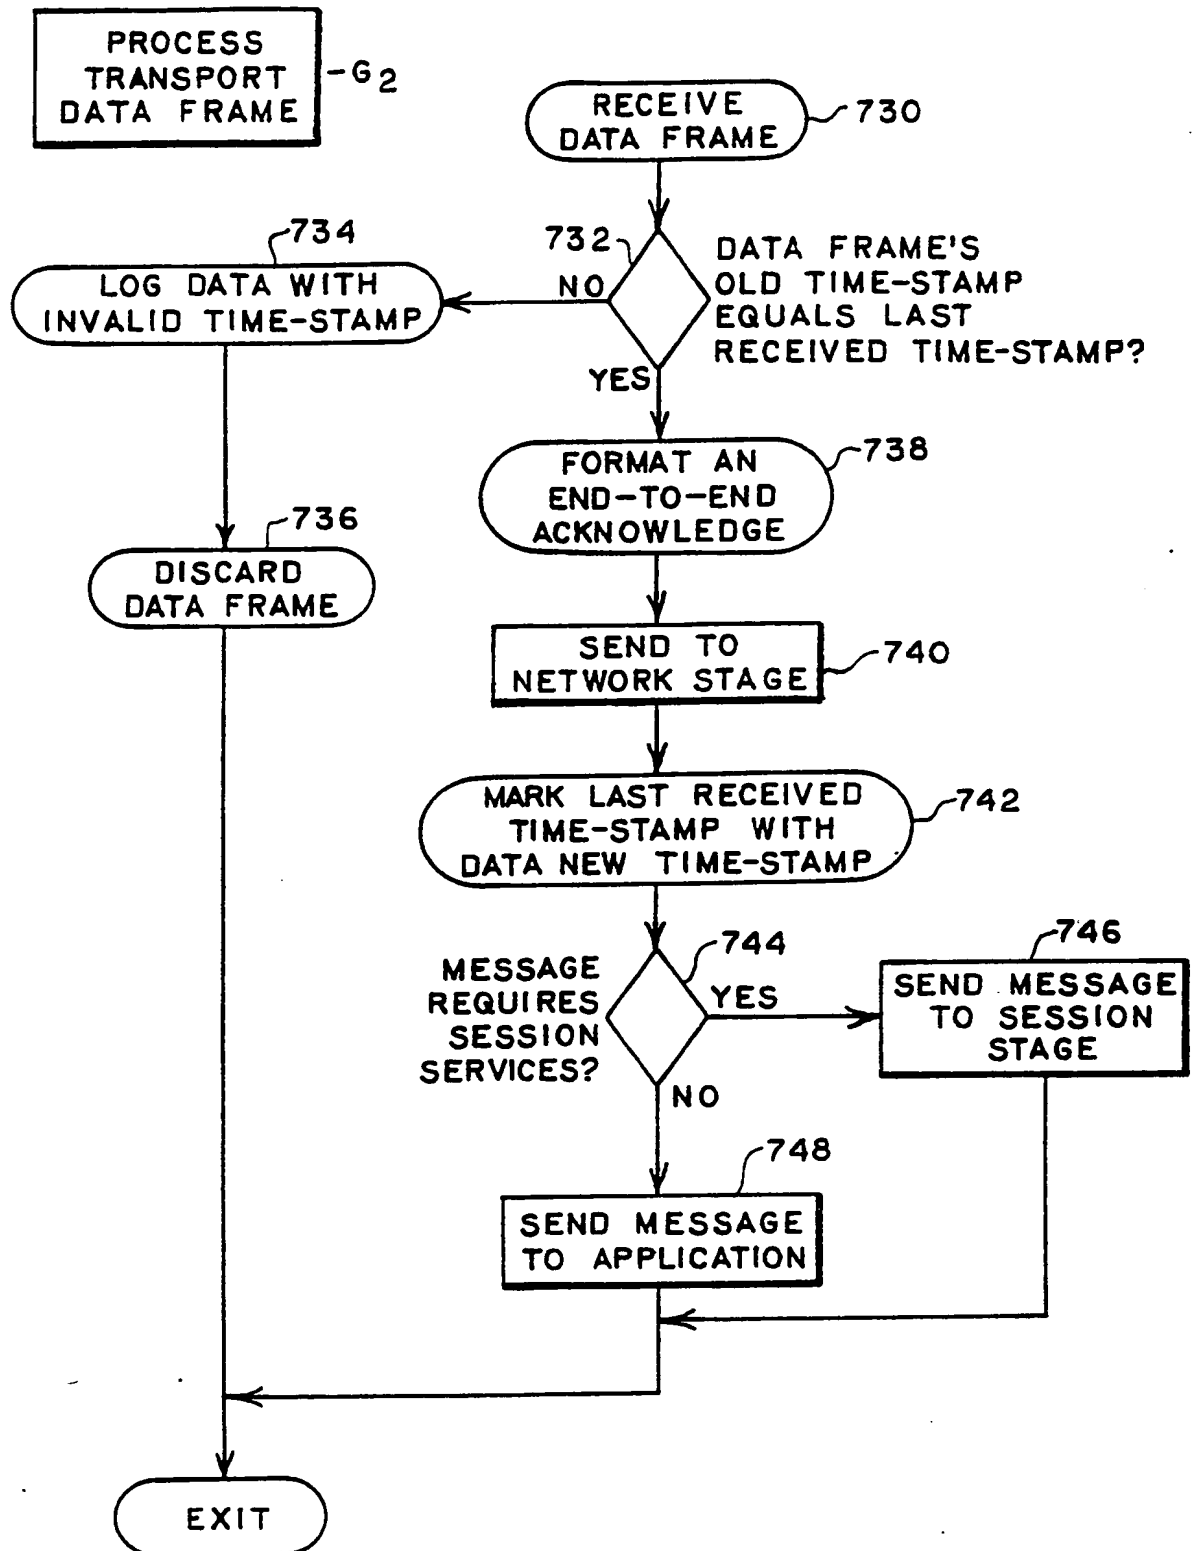 PROCESS
TRANSPORT
DATA FRAME
-G2
RECEIVE
DATA FRAME
730
732
DATA FRAME'S
OLD TIME-STAMP
EQUALS LAST
RECEIVED TIME-STAMP?
NO
YES
734
LOG DATA WITH
INVALID TIME-STAMP
736
DISCARD
DATA FRAME
738
FORMAT AN
END-TO-END
ACKNOWLEDGE
SEND TO
NETWORK STAGE
740
MARK LAST RECEIVED
TIME-STAMP WITH
DATA NEW TIME-STAMP
742
744
MESSAGE
REQUIRES
SESSION
SERVICES?
YES
NO
746
SEND MESSAGE
TO SESSION
STAGE
748
SEND MESSAGE
TO APPLICATION
EXIT